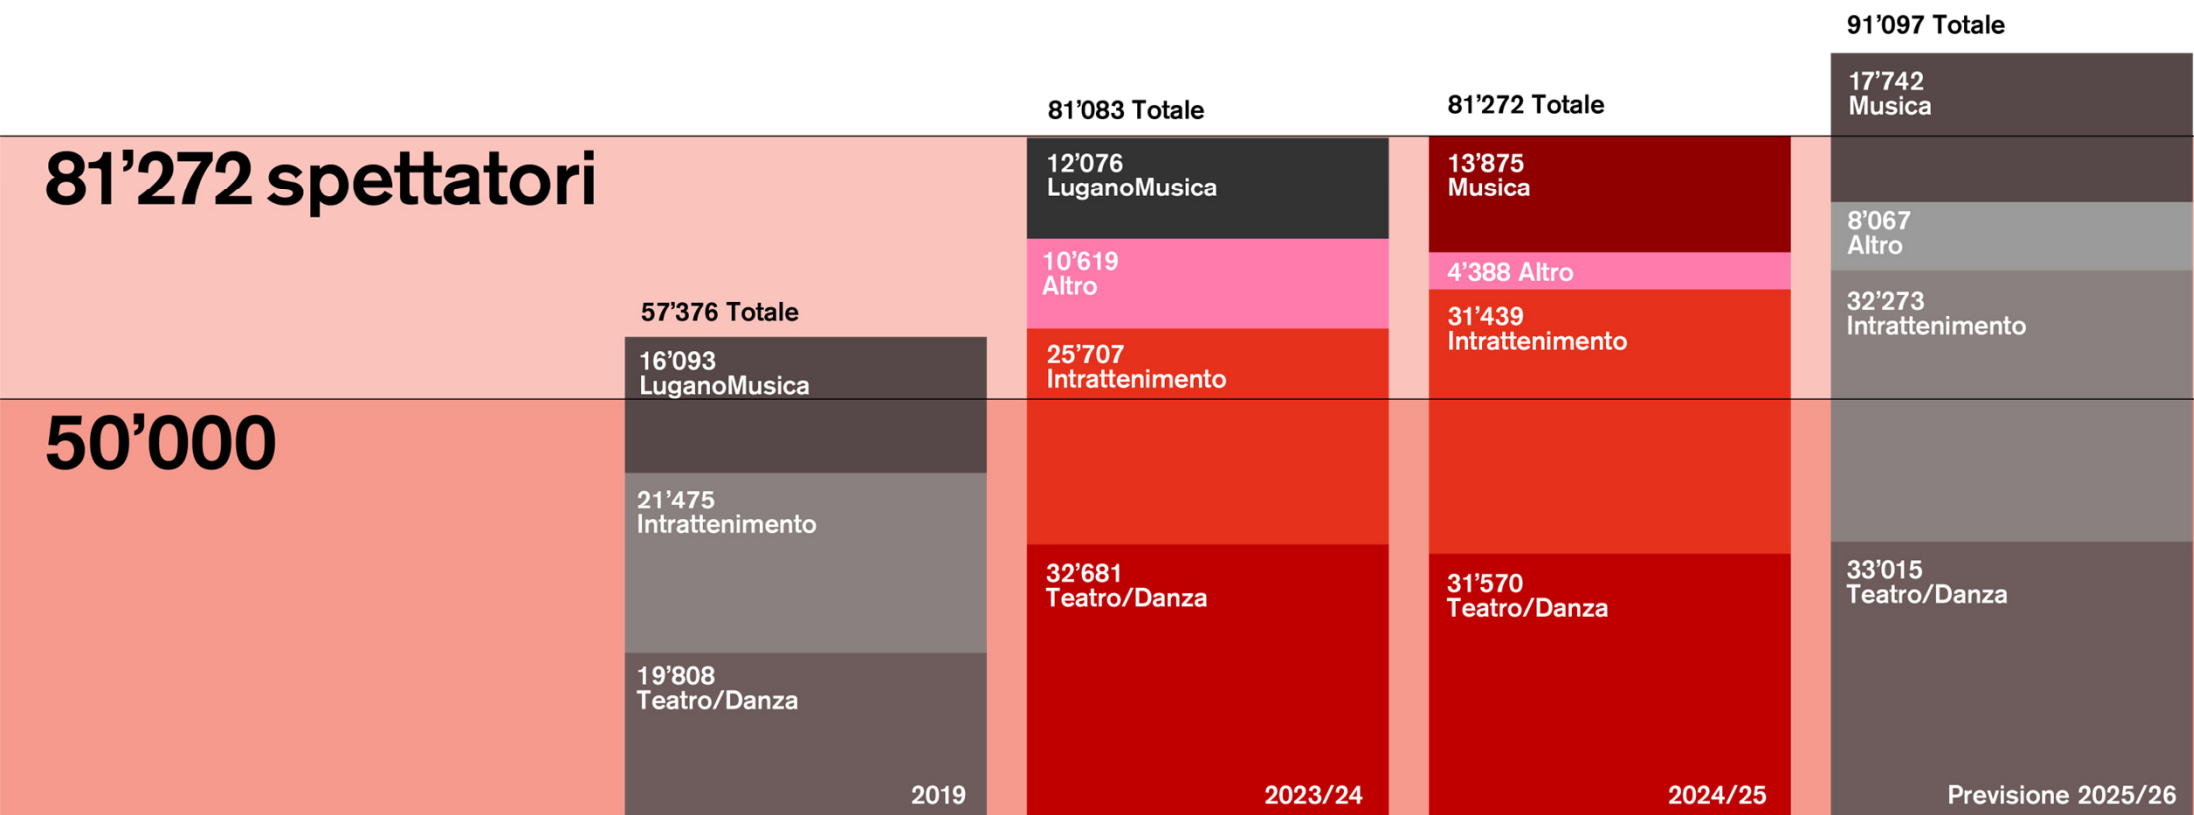 81’272 spettatori
50’000
57’376 Totale
16’093
LuganoMusica
21’475
Intrattenimento
19’808
Teatro/Danza
2019
81’083 Totale
12’076
LuganoMusica
10’619
Altro
25’707
Intrattenimento
32’681
Teatro/Danza
2023/24
81’272 Totale
13’875
Musica
4’388 Altro
31’439
Intrattenimento
31’570
Teatro/Danza
2024/25
91’097 Totale
17’742
Musica
8’067
Altro
32’273
Intrattenimento
33’015
Teatro/Danza
Previsione 2025/26